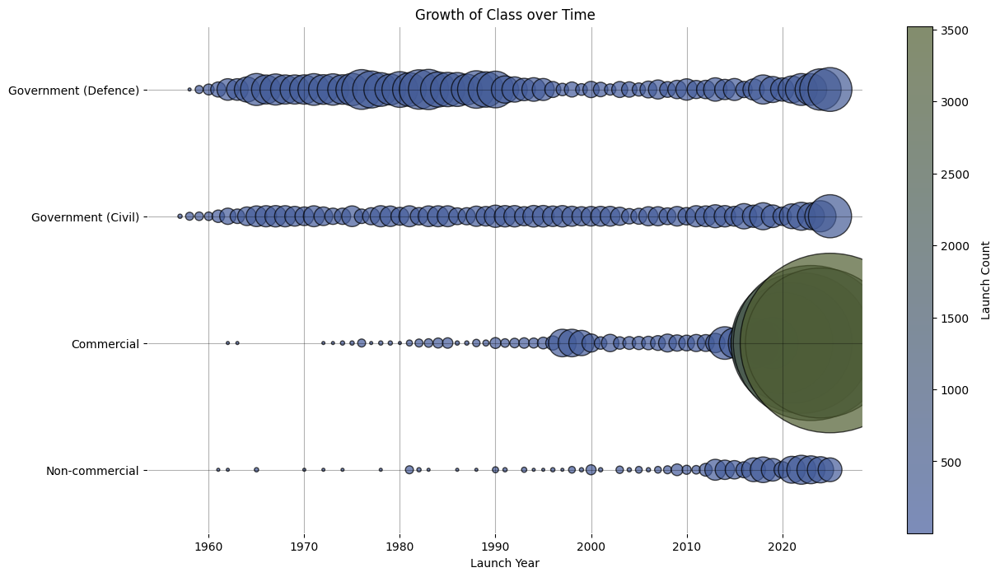 Growth of Class over Time
Government (Defence)
Government (Civil)
Commercial
Non-commercial
1960 1970 1980 1990 2000 2010 2020
Launch Year
3500
3000
2500
2000
1500
1000
500
Launch Count